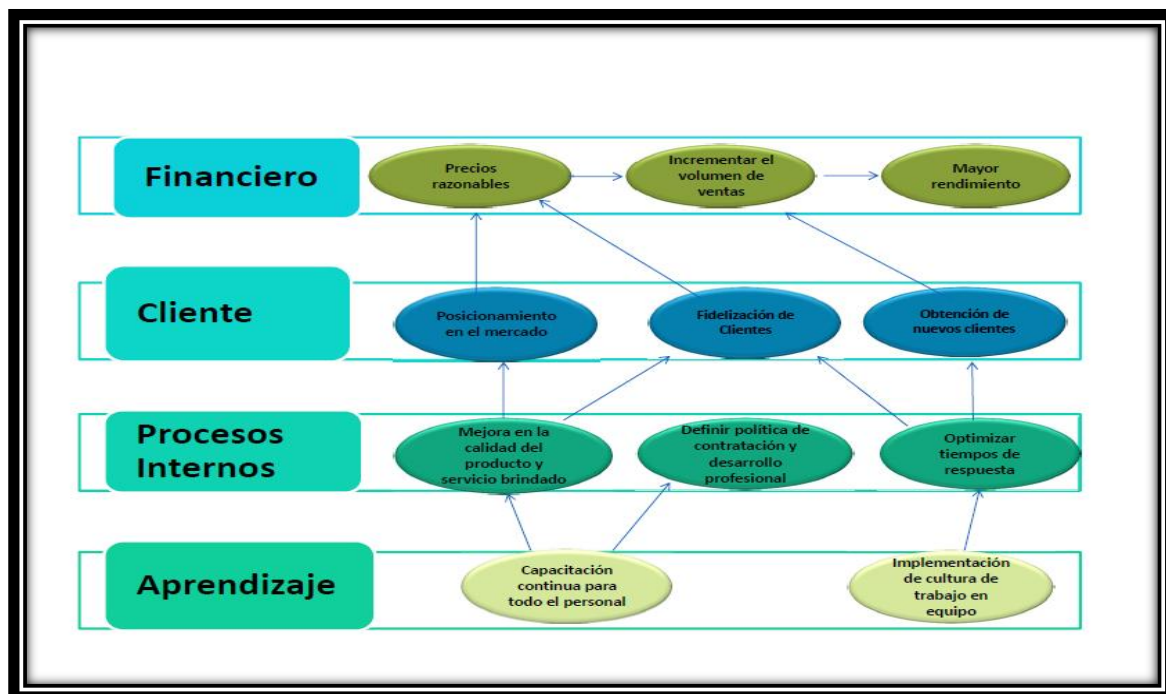 Financiero
Precios
razonables
Incrementar el
volumen de
ventas
Mayor
rendimiento
Cliente
Posicionamiento
en el mercado
Fidelización de
Clientes
Obtención de
nuevos clientes
Procesos
Internos
Mejora en la
calidad del
producto y
servicio brindado
Definir política de
contratación y
desarrollo
profesional
Optimizar
tiempos de
respuesta
Aprendizaje
Capacitación
continua para
todo el personal
Implementación
de cultura de
trabajo en
equipo